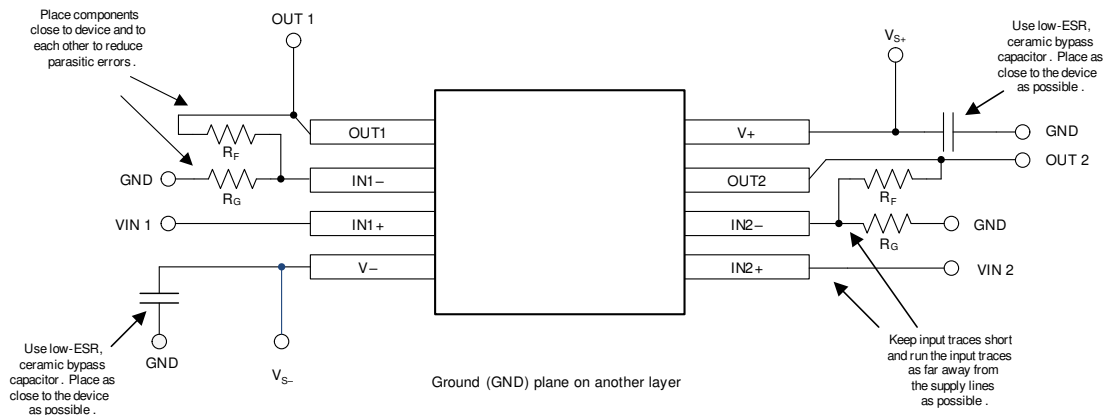 Place components
close to device and to
each other to reduce
parasitic errors .
OUT 1
VS+
Use low-ESR,
ceramic bypass
capacitor . Place as
close to the device
as possible .
OUT1
V+
GND
RF
OUT2
OUT 2
GND
RG
IN1−
RF
VIN 1
IN1+
IN2−
RG
GND
V−
IN2+
VIN 2
Use low-ESR,
ceramic bypass
capacitor . Place as
close to the device
as possible .
GND
VS−
Ground (GND) plane on another layer
Keep input traces short
and run the input traces
as far away from
the supply lines
as possible .